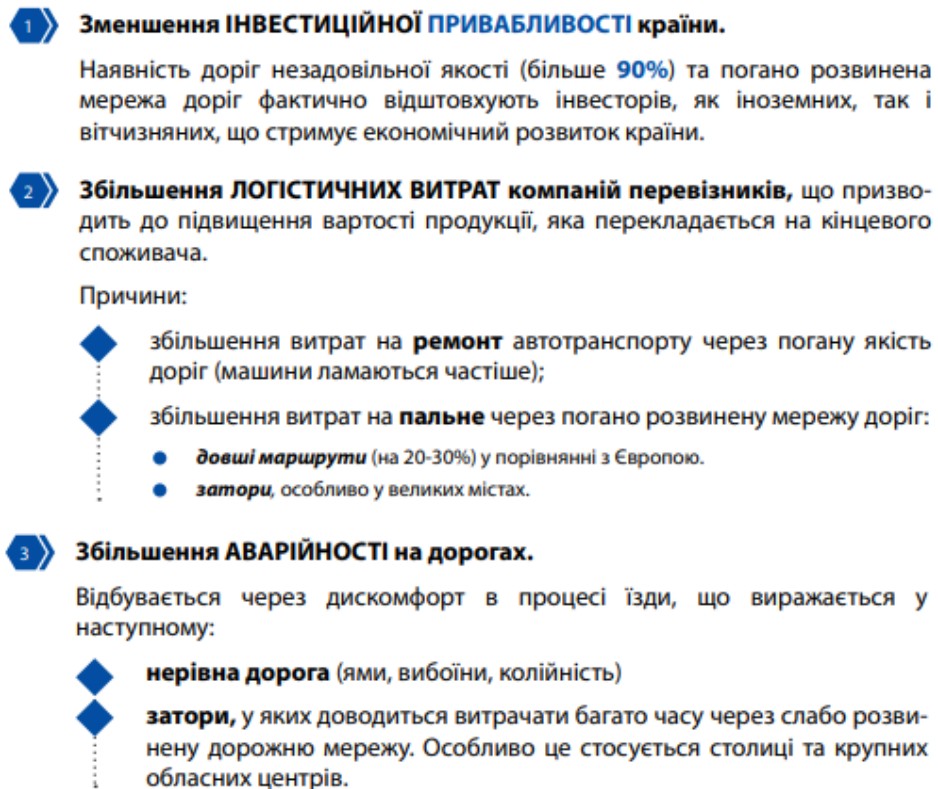 1 Зменшення ІНВЕСТИЦІЙНОЇ ПРИВАБЛИВОСТІ країни.
Наявність доріг незадовільної якості (більше 90%) та погано розвинена
мережа доріг фактично відштовхують інвесторів, як іноземних, так і
вітчизняних, що стримує економічний розвиток країни.
2 Збільшення ЛОГІСТИЧНИХ ВИТРАТ компаній перевізників, що призво-
дить до підвищення вартості продукції, яка перекладається на кінцевого
споживача.
Причини:
збільшення витрат на ремонт автотранспорту через погану якість
доріг (машини ламаються частіше);
збільшення витрат на пальне через погано розвинену мережу доріг:
довші маршрути (на 20-30%) у порівнянні з Європою.
затори, особливо у великих містах.
3 Збільшення АВАРІЙНОСТІ на дорогах.
Відбувається через дискомфорт в процесі їзди, що виражається у
наступному:
нерівна дорога (ями, вибоїни, колійність)
затори, у яких доводиться витрачати багато часу через слабо розви-
нену дорожню мережу. Особливо це стосується столиці та крупних
обласних центрів.